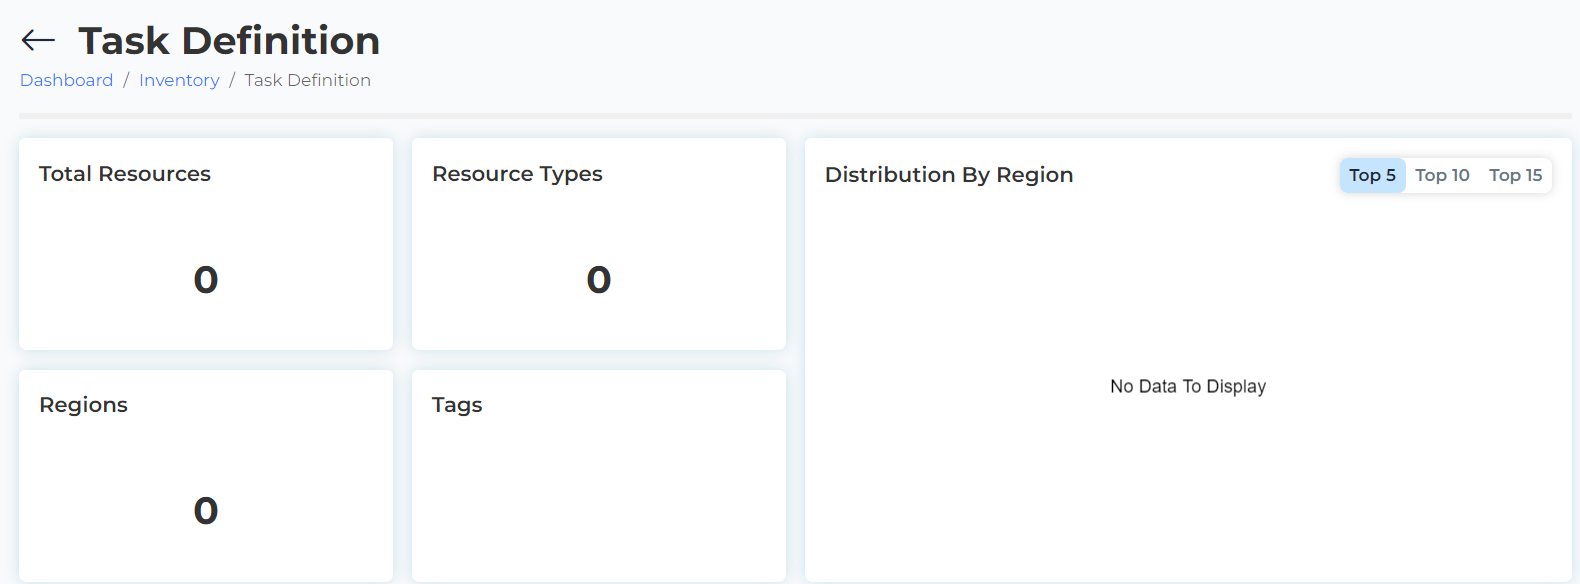 Task Definition
Dashboard / Inventory / Task Definition
Total Resources
0
Resource Types
0
Distribution By Region
Top 5 Top 10 Top 15
No Data To Display
Regions
0
Tags